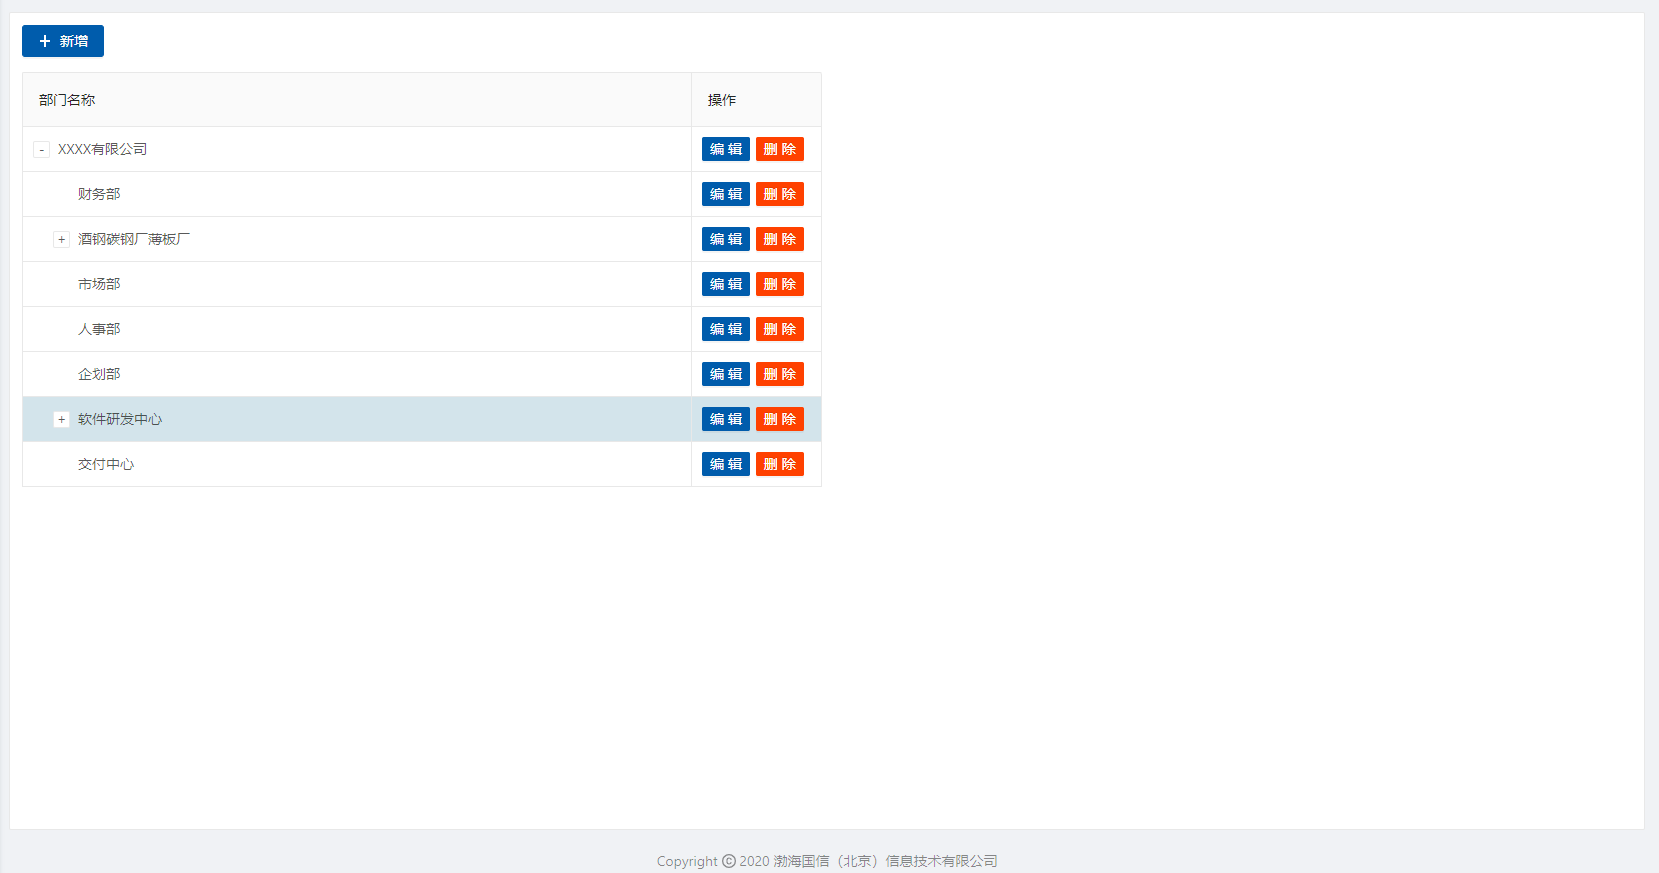 + 新增
部门名称 操作
- XXXX有限公司 编 辑 删 除
财务部 编 辑 删 除
+ 酒钢碳钢厂薄板厂 编 辑 删 除
市场部 编 辑 删 除
人事部 编 辑 删 除
企划部 编 辑 删 除
+ 软件研发中心 编 辑 删 除
交付中心 编 辑 删 除
Copyright © 2020 渤海国信（北京）信息技术有限公司